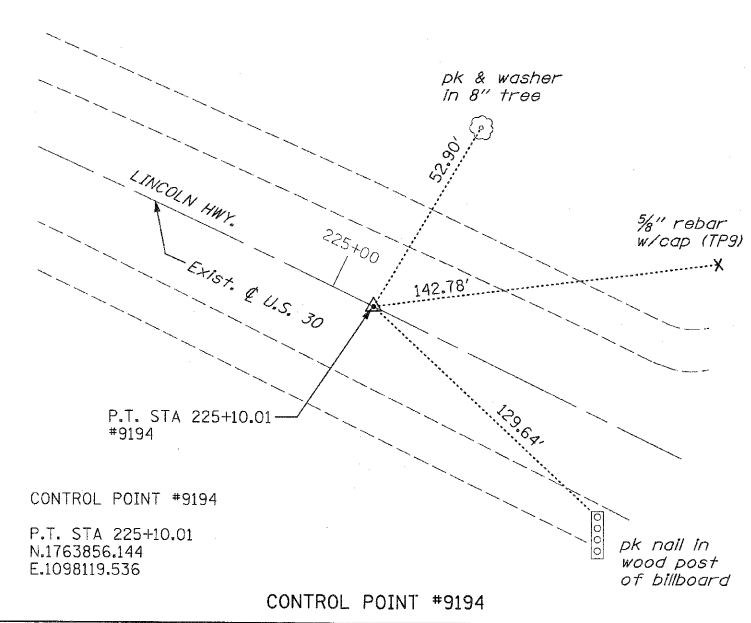 pk & washer
in 8" tree
52.90'
LINCOLN HWY.
5/8" rebar
w/cap (TP9)
225+00
Exist. ℄ U.S. 30
142.78'
P.T. STA 225+10.01
#9194
129.64'
CONTROL POINT #9194
P.T. STA 225+10.01
N.1763856.144
E.1098119.536
pk nail in
wood post
of billboard
CONTROL POINT #9194